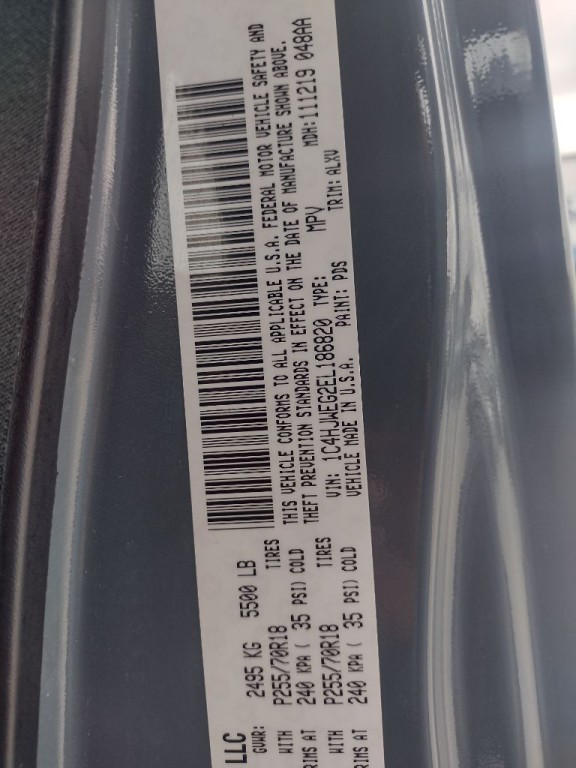 LLC
GVWR: 2495 KG 5500 LB
WITH P255/70R18 TIRES
RIMS AT 240 KPA ( 35 PSI) COLD
WITH P255/70R18 TIRES
RIMS AT 240 KPA ( 35 PSI) COLD
THIS VEHICLE CONFORMS TO ALL APPLICABLE U.S.A. FEDERAL MOTOR VEHICLE SAFETY AND
THEFT PREVENTION STANDARDS IN EFFECT ON THE DATE OF MANUFACTURE SHOWN ABOVE.
VIN: 1C4HJWEG2EL186820 TYPE: MPV MDH:111219 048AA
VEHICLE MADE IN U.S.A. PAINT: PDS TRIM: ALXV